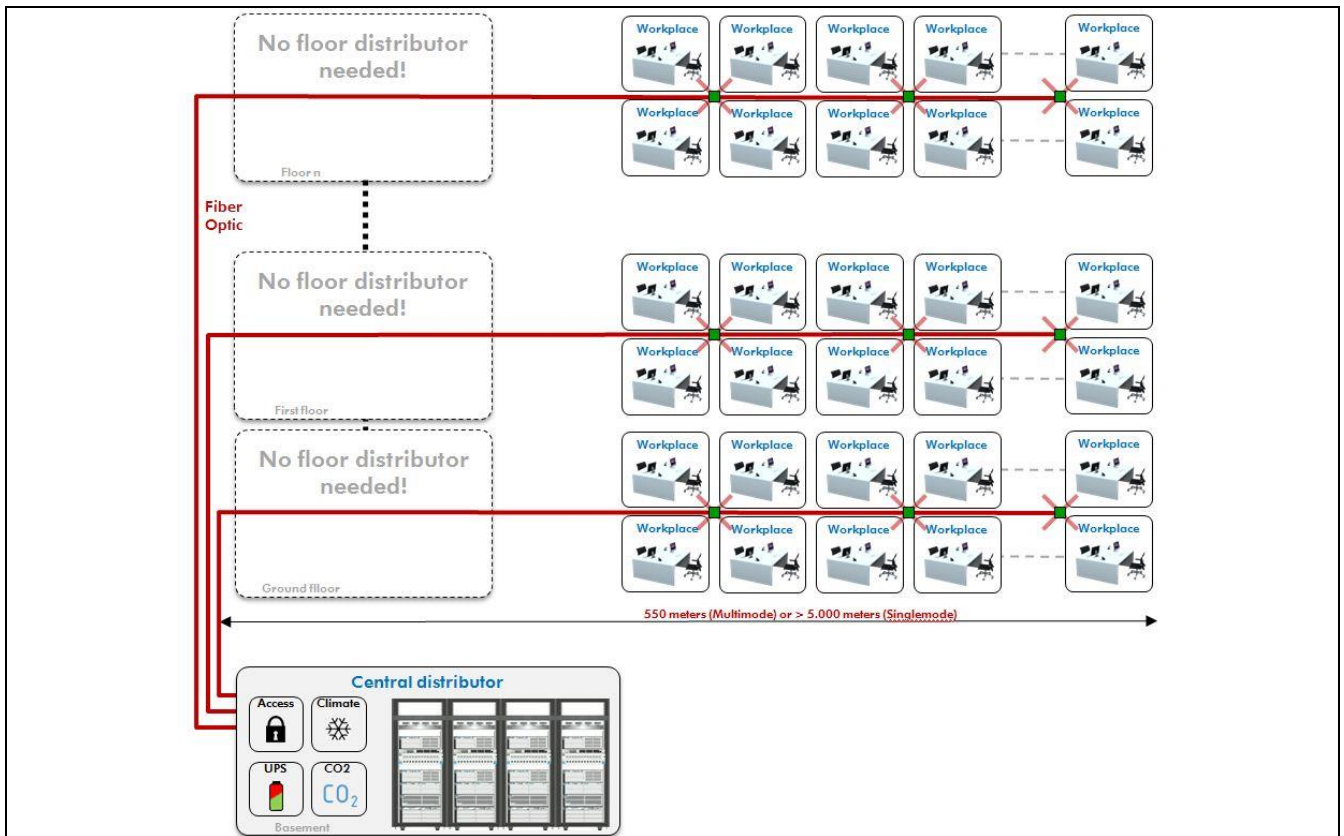 No floor distributor
needed!
Floor n
Workplace Workplace Workplace Workplace Workplace
Workplace Workplace Workplace Workplace Workplace
Fiber
Optic
No floor distributor
needed!
First floor
Workplace Workplace Workplace Workplace Workplace
Workplace Workplace Workplace Workplace Workplace
No floor distributor
needed!
Ground flloor
Workplace Workplace Workplace Workplace Workplace
Workplace Workplace Workplace Workplace Workplace
550 meters (Multimode) or > 5.000 meters (Singlemode)
Central distributor
Access Climate
UPS CO2
CO₂
Basement